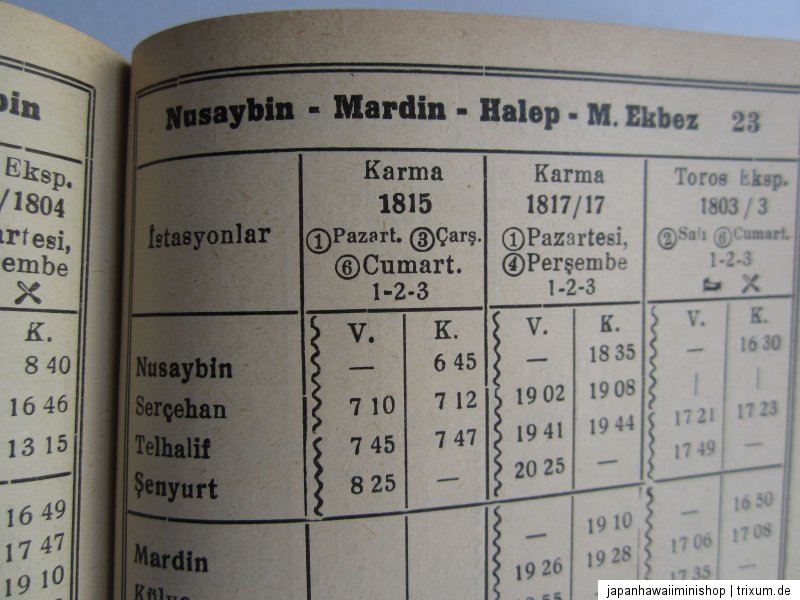 bin
Eksp.
/1804
artesi,
embe
K.
8 40
16 46
13 15
16 49
17 47
19 10
Nusaybin - Mardin - Halep - M. Ekbez 23
İstasyonlar
Karma
1815
①Pazart. ③Çarş.
⑥Cumart.
1-2-3
Karma
1817/17
①Pazartesi,
④Perşembe
1-2-3
Toros Eksp.
1803 / 3
②Salı ⑥Cumart.
1-2-3
V. K. V. K. V. K.
Nusaybin — 6 45 — 18 35 — 16 30
Serçehan 7 10 7 12 19 02 19 08 | |
Telhalif 7 45 7 47 19 41 19 44 17 21 17 23
Şenyurt 8 25 — 20 25 — 17 49 —
Mardin — 19 10 — 16 50
19 26 19 28 17 06 17 08
17 35 —
japanhawaiiminishop | trixum.de